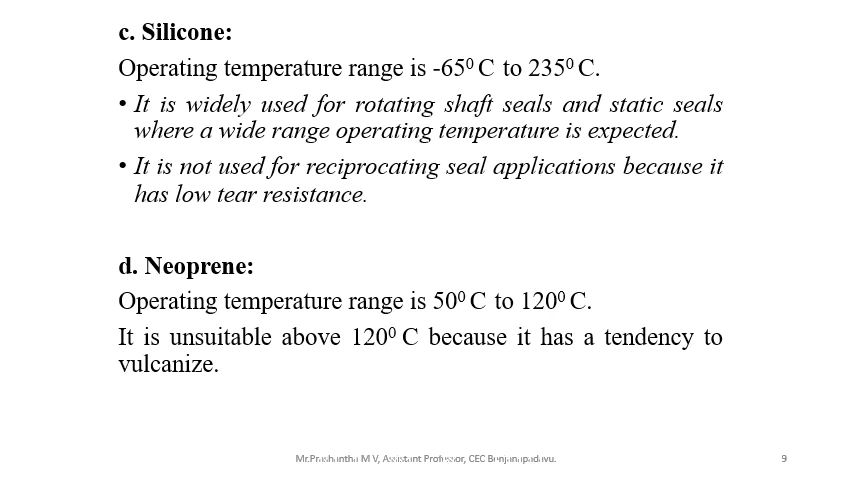 c. Silicone:
Operating temperature range is -65⁰ C to 235⁰ C.
• It is widely used for rotating shaft seals and static seals
where a wide range operating temperature is expected.
• It is not used for reciprocating seal applications because it
has low tear resistance.
d. Neoprene:
Operating temperature range is 50⁰ C to 120⁰ C.
It is unsuitable above 120⁰ C because it has a tendency to
vulcanize.
Mr.Prashantha M V, Assistant Professor, CEC Benjanapadavu.
9